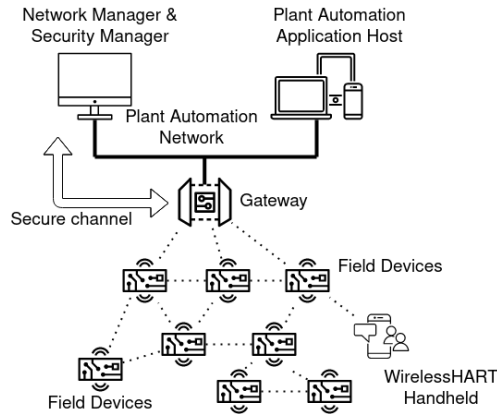 Network Manager &
Security Manager
Plant Automation
Application Host
Plant Automation
Network
Secure channel
Gateway
Field Devices
WirelessHART
Handheld
Field Devices